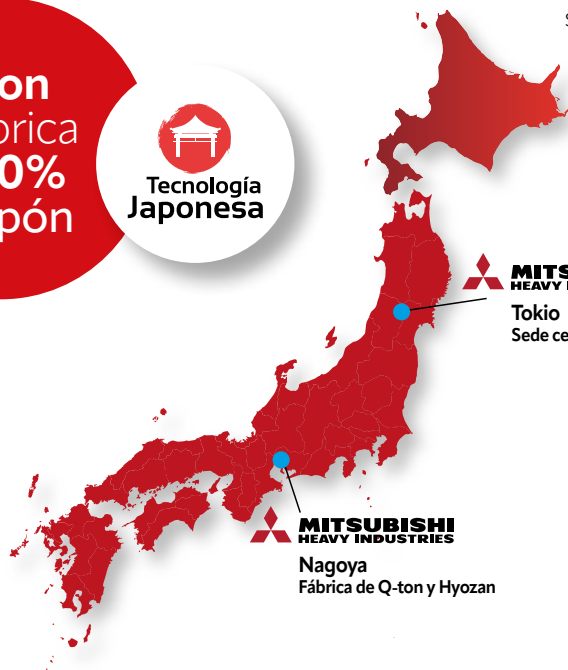 on
brica
0%
pón
Tecnología
Japonesa
MITS
HEAVY
Tokio
Sede ce
MITSUBISHI
HEAVY INDUSTRIES
Nagoya
Fábrica de Q-ton y Hyozan